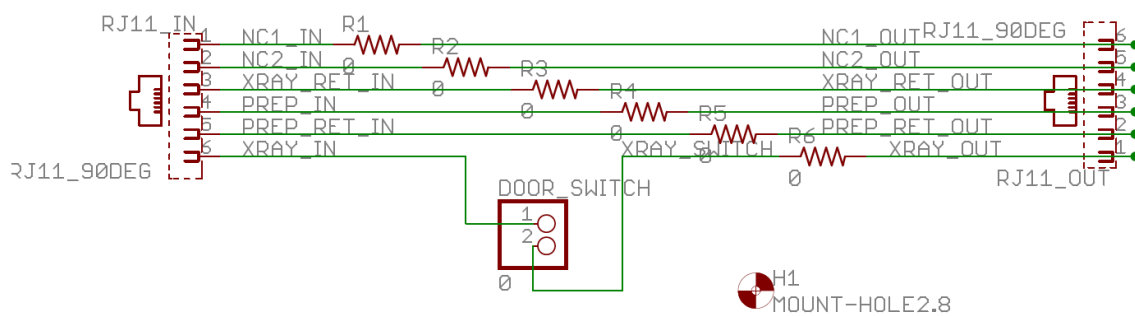 RJ11_IN
R1
1 NC1_IN NC1_OUT RJ11_90DEG 6
0
R2
2 NC2_IN NC2_OUT 5
0
R3
3 XRAY_RET_IN XRAY_RET_OUT 4
0
R4
4 PREP_IN PREP_OUT 3
0
R5
5 PREP_RET_IN PREP_RET_OUT 2
0
R6
6 XRAY_IN XRAY_SWITCH XRAY_OUT 1
0
RJ11_90DEG
RJ11_OUT
DOOR_SWITCH
1
2
0
H1
MOUNT-HOLE2.8